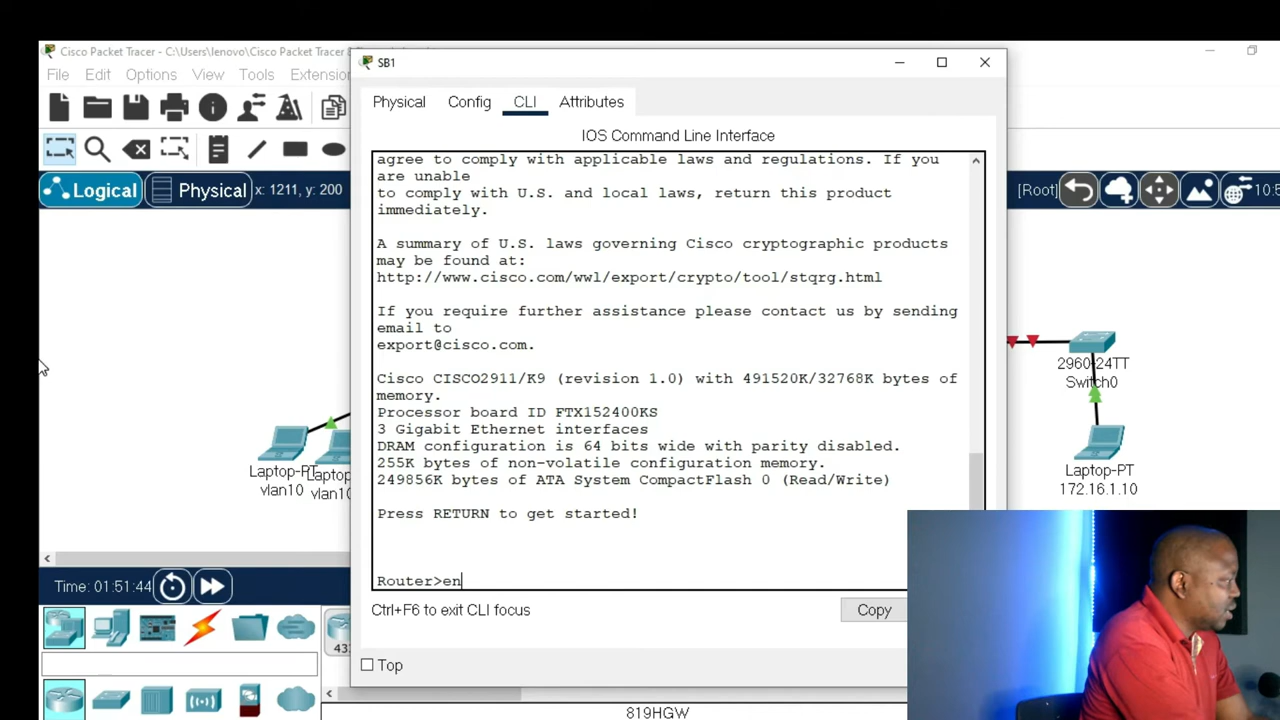 Cisco Packet Tracer - C:\Users\lenovo\Cisco Packet Tracer
SB1
File Edit Options View Tools Extension
Physical Config CLI Attributes
IOS Command Line Interface
Logical Physical x: 1211, y: 200
[Root] 10:5
agree to comply with applicable laws and regulations. If you
are unable
to comply with U.S. and local laws, return this product
immediately.
A summary of U.S. laws governing Cisco cryptographic products
may be found at:
http://www.cisco.com/wwl/export/crypto/tool/stqrg.html
If you require further assistance please contact us by sending
email to
export@cisco.com.
Cisco CISCO2911/K9 (revision 1.0) with 491520K/32768K bytes of
memory.
Processor board ID FTX152400KS
3 Gigabit Ethernet interfaces
DRAM configuration is 64 bits wide with parity disabled.
255K bytes of non-volatile configuration memory.
249856K bytes of ATA System CompactFlash 0 (Read/Write)
Press RETURN to get started!
Router>en
Ctrl+F6 to exit CLI focus
Copy
Top
Laptop-PT
vlan10
Laptop
vlan10
2960-24TT
Switch0
Laptop-PT
172.16.1.10
Time: 01:51:44
43
819HGW